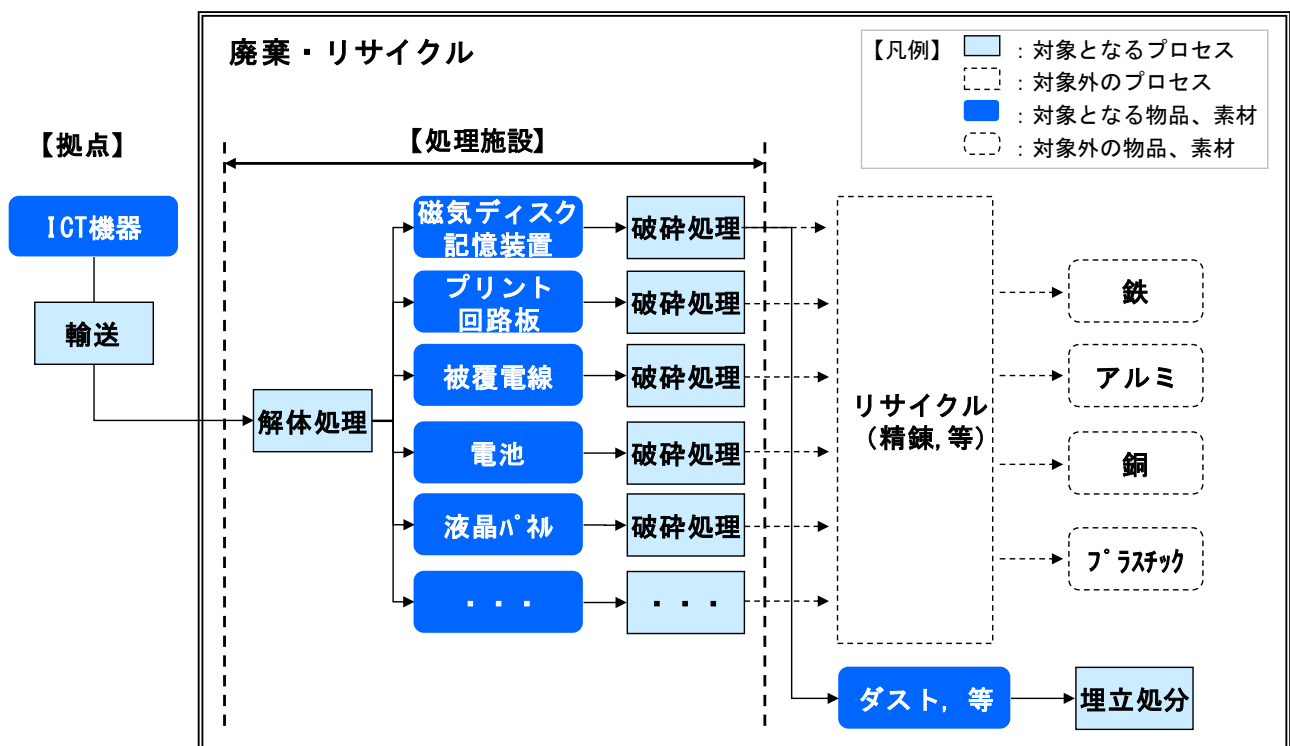 廃棄・リサイクル
【凡例】
：対象となるプロセス
：対象外のプロセス
：対象となる物品、素材
：対象外の物品、素材
【拠点】
【処理施設】
ICT機器
輸送
解体処理
磁気ディスク
記憶装置
破砕処理
プリント
回路板
破砕処理
被覆電線
破砕処理
電池
破砕処理
液晶ﾊﾟﾈﾙ
破砕処理
・・・
・・・
リサイクル
（精錬,等）
鉄
アルミ
銅
ﾌﾟﾗｽﾁｯｸ
ダスト，等
埋立処分